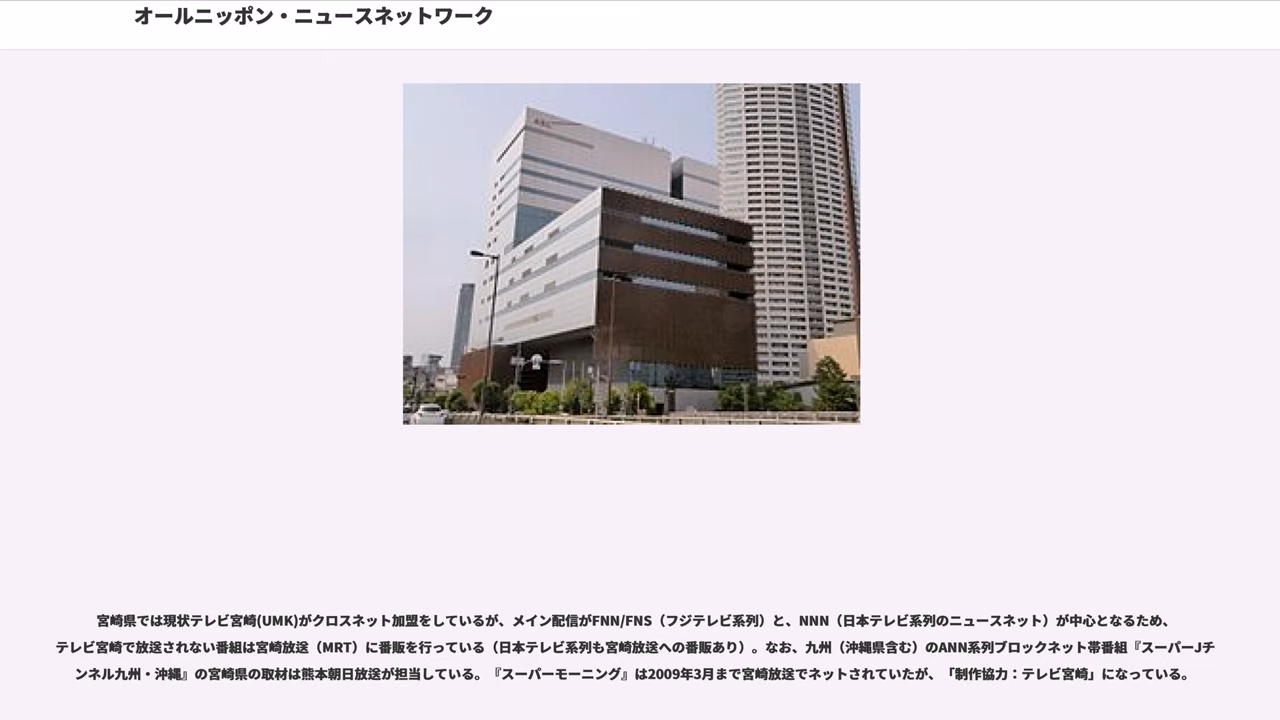 オールニッポン・ニュースネットワーク
宮崎県では現状テレビ宮崎(UMK)がクロスネット加盟をしているが、メイン配信がFNN/FNS（フジテレビ系列）と、NNN（日本テレビ系列のニュースネット）が中心となるため、
テレビ宮崎で放送されない番組は宮崎放送（MRT）に番販を行っている（日本テレビ系列も宮崎放送への番販あり）。なお、九州（沖縄県含む）のANN系列ブロックネット帯番組『スーパーJチ
ンネル九州・沖縄』の宮崎県の取材は熊本朝日放送が担当している。『スーパーモーニング』は2009年3月まで宮崎放送でネットされていたが、「制作協力：テレビ宮崎」になっている。